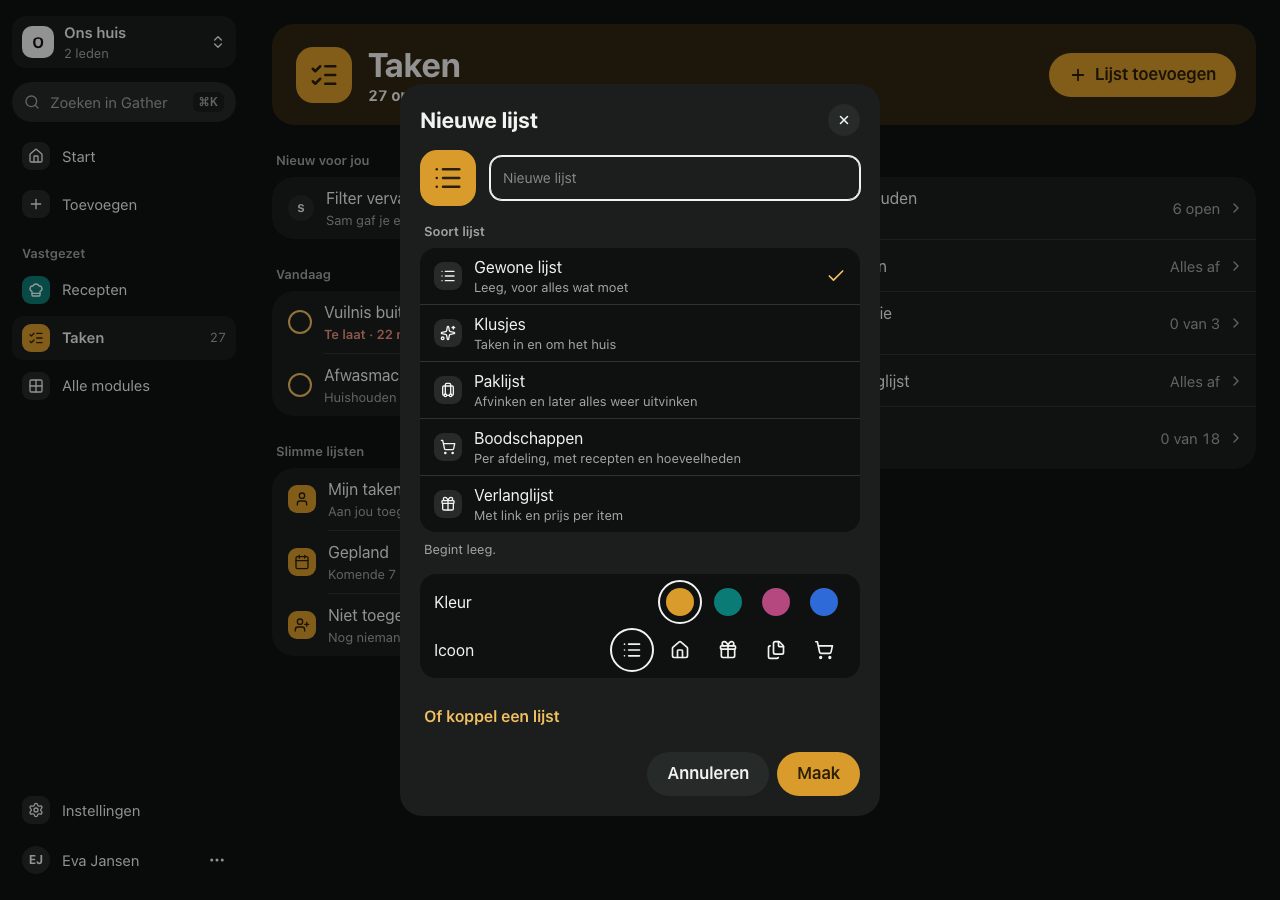 O
Ons huis
2 leden
Zoeken in Gather
⌘K
Start
Toevoegen
Vastgezet
Recepten
Taken
27
Alle modules
Instellingen
EJ
Eva Jansen
Taken
27
Lijst toevoegen
Nieuw voor jou
S
Filter
Sam gaf je
Vandaag
Vuilnis
Te laat · 22
Huishouden
Slimme lijsten
Mijn taken
Aan jou
Gepland
Komende 7
Niet
Nog
6 open
Alles af
0 van 3
Alles af
0 van 18
Nieuwe lijst
Nieuwe lijst
Soort lijst
Gewone lijst
Leeg, voor alles wat moet
Klusjes
Taken in en om het huis
Paklijst
Afvinken en later alles weer uitvinken
Boodschappen
Per afdeling, met recepten en hoeveelheden
Verlanglijst
Met link en prijs per item
Begint leeg.
Kleur
Icoon
Of koppel een lijst
Annuleren
Maak